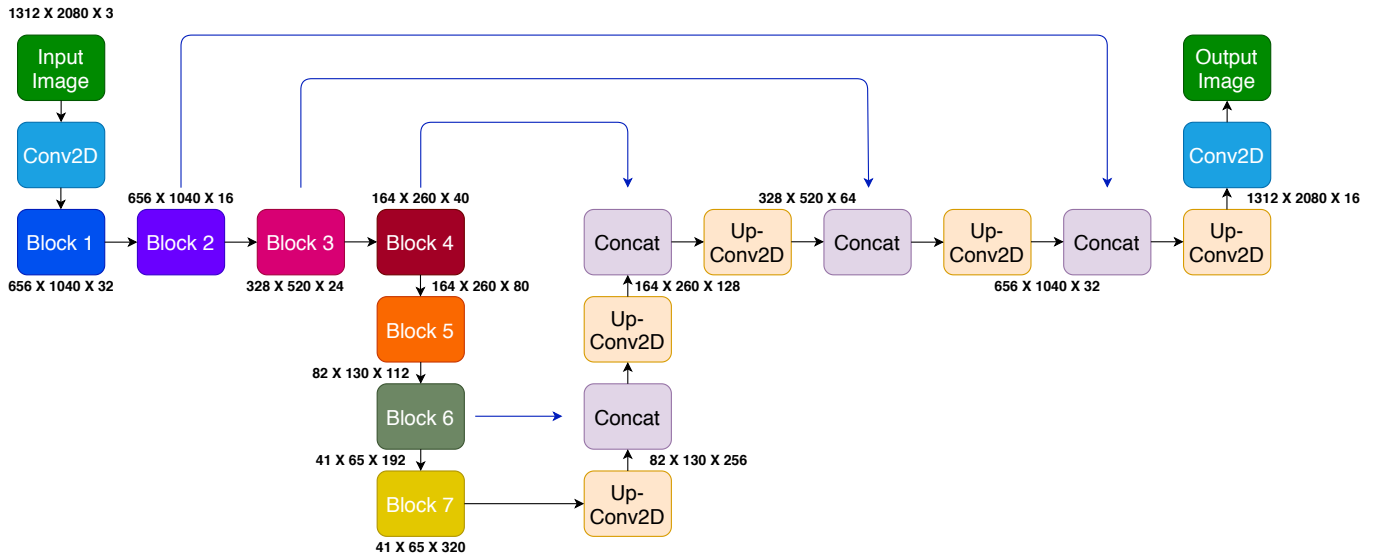 1312 X 2080 X 3
Input
Image
Output
Image
Conv2D
Conv2D
656 X 1040 X 16
164 X 260 X 40
328 X 520 X 64
1312 X 2080 X 16
Block 1
Block 2
Block 3
Block 4
Concat
Up-
Conv2D
Concat
Up-
Conv2D
Concat
Up-
Conv2D
656 X 1040 X 32
328 X 520 X 24
164 X 260 X 80
164 X 260 X 128
656 X 1040 X 32
Block 5
Up-
Conv2D
82 X 130 X 112
Block 6
Concat
41 X 65 X 192
82 X 130 X 256
Block 7
Up-
Conv2D
41 X 65 X 320